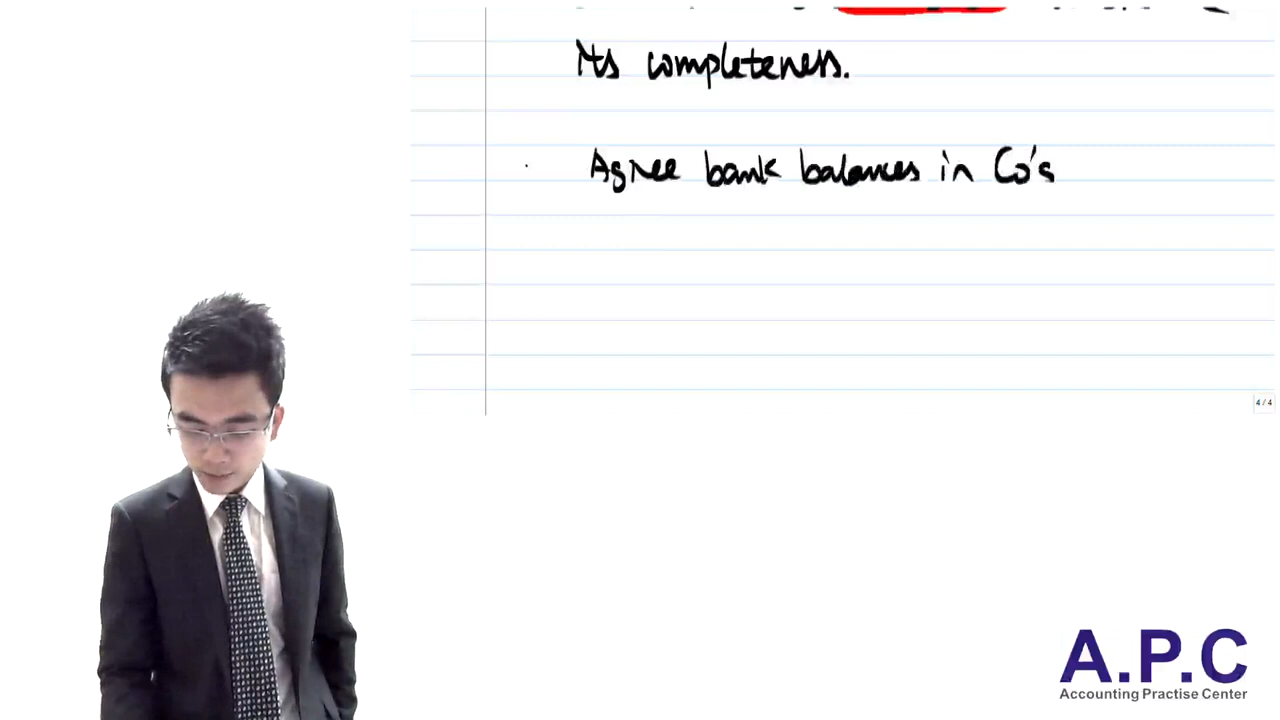 its completeness.
Agree bank balances in Co's
4 / 4
A.P.C
Accounting Practise Center